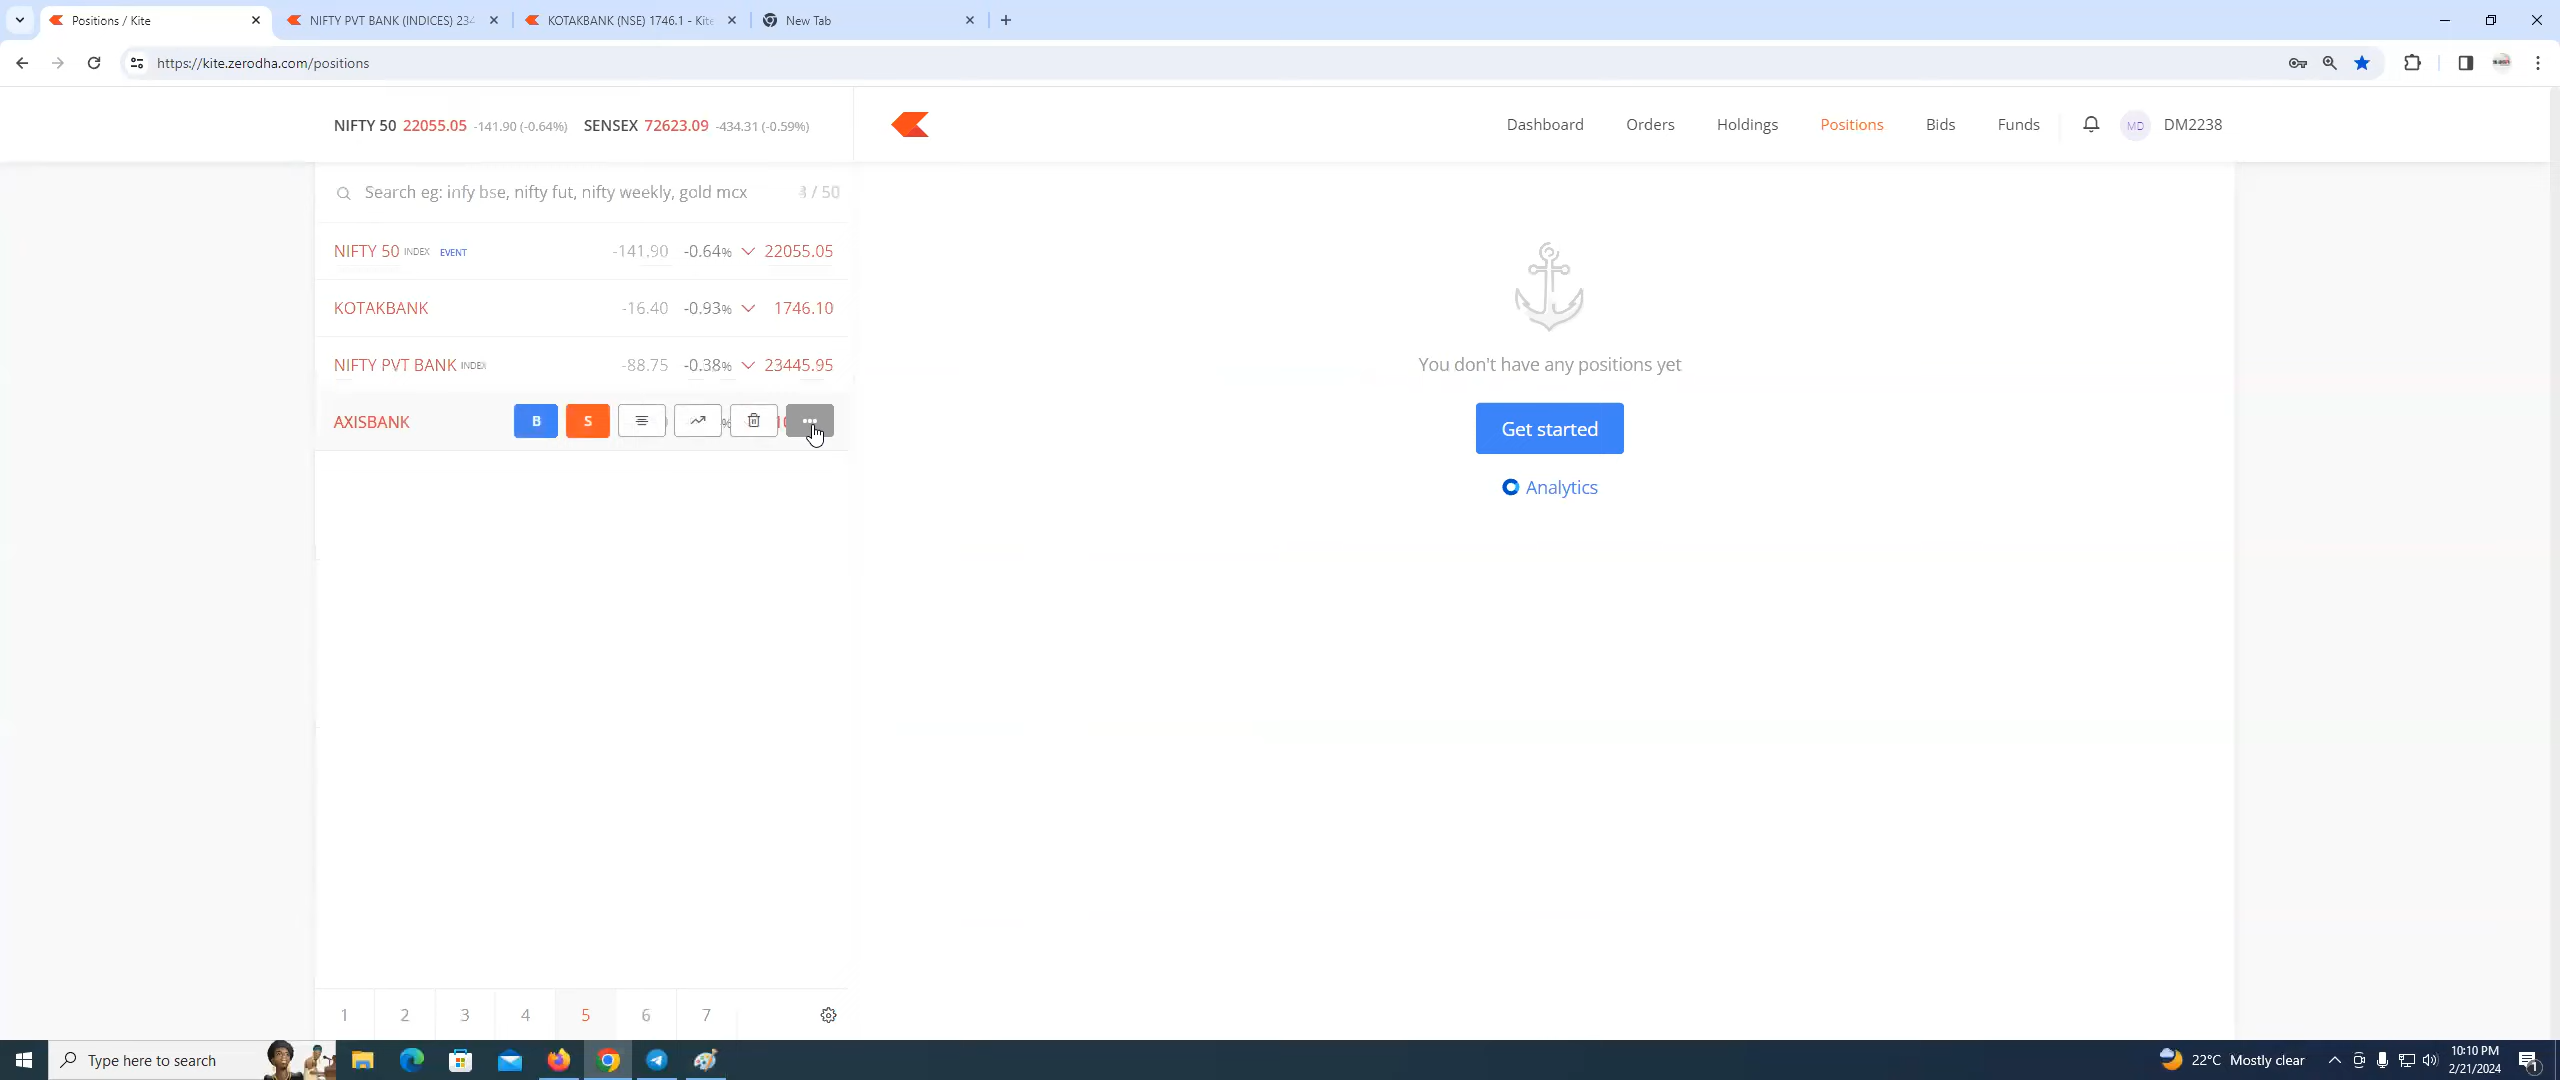 Positions / Kite
NIFTY PVT BANK (INDICES) 234
KOTAKBANK (NSE) 1746.1 - Kite
New Tab
https://kite.zerodha.com/positions
NIFTY 50 22055.05 -141.90 (-0.64%) SENSEX 72623.09 -434.31 (-0.59%)
Dashboard Orders Holdings Positions Bids Funds MD DM2238
Search eg: infy bse, nifty fut, nifty weekly, gold mcx / 50
NIFTY 50 INDEX EVENT -141.90 -0.64% 22055.05
KOTAKBANK -16.40 -0.93% 1746.10
NIFTY PVT BANK INDEX -88.75 -0.38% 23445.95
AXISBANK B S
You don't have any positions yet
Get started
Analytics
1 2 3 4 5 6 7
Type here to search
22°C Mostly clear
10:10 PM
2/21/2024
1